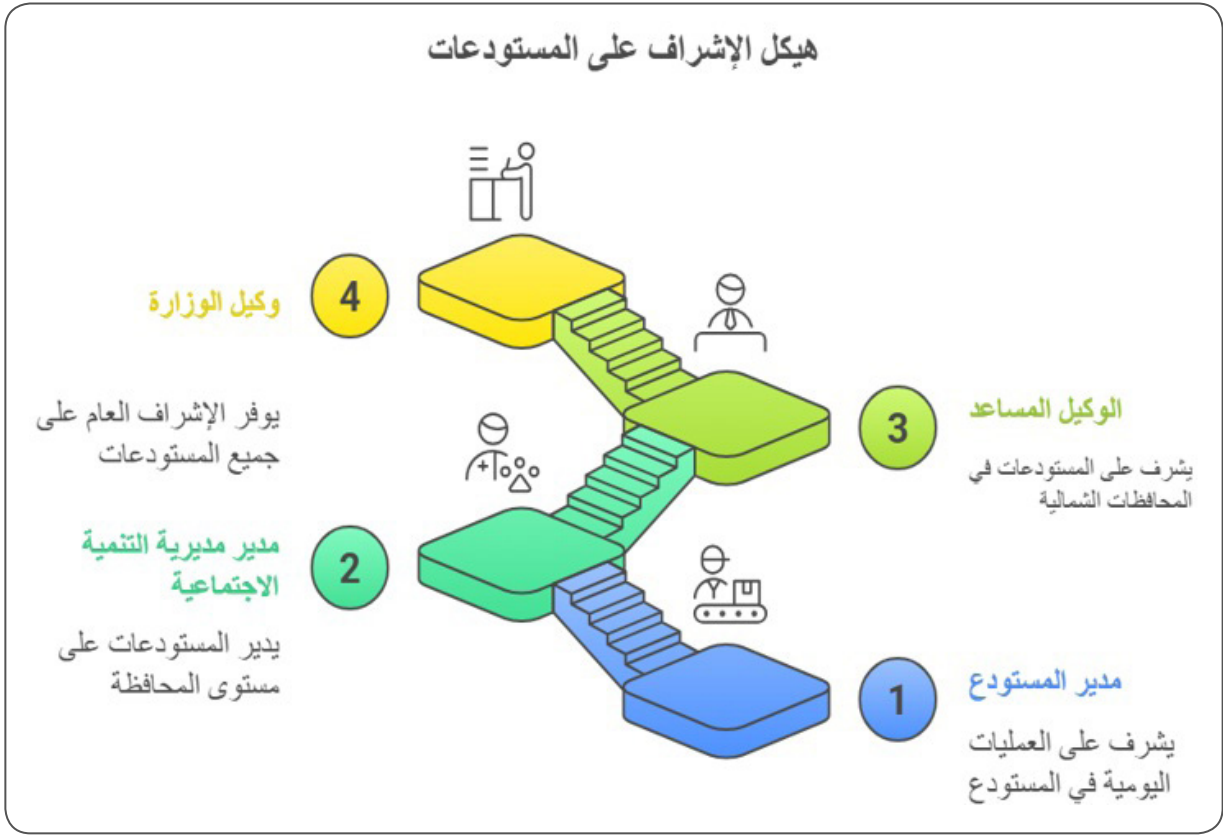 هيكل الإشراف على المستودعات
4
وكيل الوزارة
يوفر الإشراف العام على
جميع المستودعات
3
الوكيل المساعد
يشرف على المستودعات في
المحافظات الشمالية
2
مدير مديرية التنمية
الاجتماعية
يدير المستودعات على
مستوى المحافظة
1
مدير المستودع
يشرف على العمليات
اليومية في المستودع